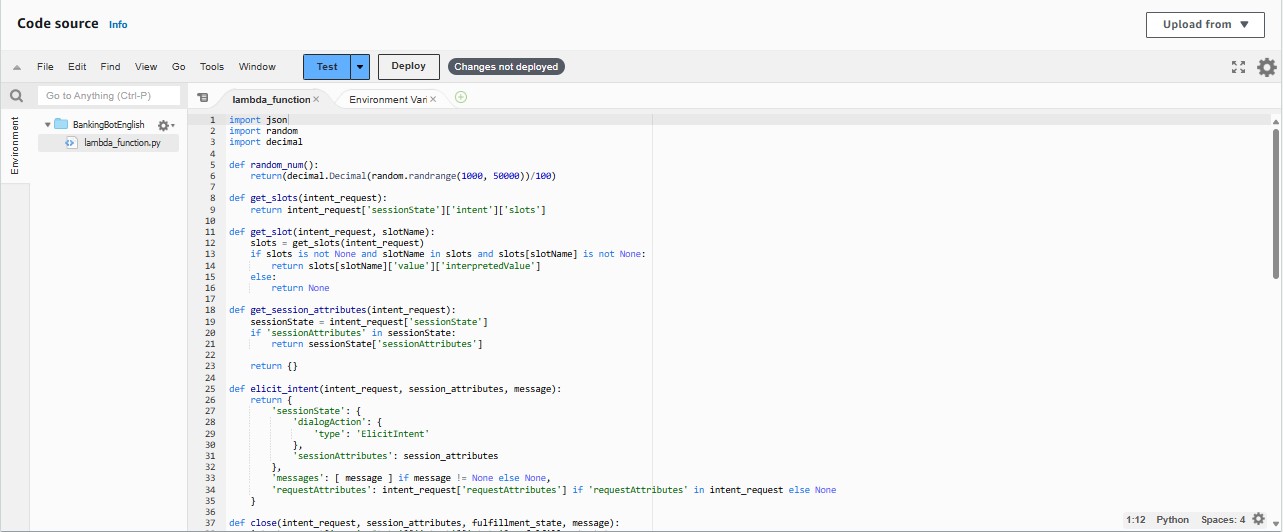 Code source Info
Upload from ▼
File Edit Find View Go Tools Window Test Deploy Changes not deployed
Go to Anything (Ctrl-P)
lambda_function × Environment Vari ×
Environment
BankingBotEnglish
lambda_function.py
1 import json
2 import random
3 import decimal
4
5 def random_num():
6     return(decimal.Decimal(random.randrange(1000, 50000))/100)
7
8 def get_slots(intent_request):
9     return intent_request['sessionState']['intent']['slots']
10
11 def get_slot(intent_request, slotName):
12     slots = get_slots(intent_request)
13     if slots is not None and slotName in slots and slots[slotName] is not None:
14         return slots[slotName]['value']['interpretedValue']
15     else:
16         return None
17
18 def get_session_attributes(intent_request):
19     sessionState = intent_request['sessionState']
20     if 'sessionAttributes' in sessionState:
21         return sessionState['sessionAttributes']
22
23     return {}
24
25 def elicit_intent(intent_request, session_attributes, message):
26     return {
27         'sessionState': {
28             'dialogAction': {
29                 'type': 'ElicitIntent'
30             },
31             'sessionAttributes': session_attributes
32         },
33         'messages': [ message ] if message != None else None,
34         'requestAttributes': intent_request['requestAttributes'] if 'requestAttributes' in intent_request else None
35     }
36
37 def close(intent_request, session_attributes, fulfillment_state, message):
1:12 Python Spaces: 4